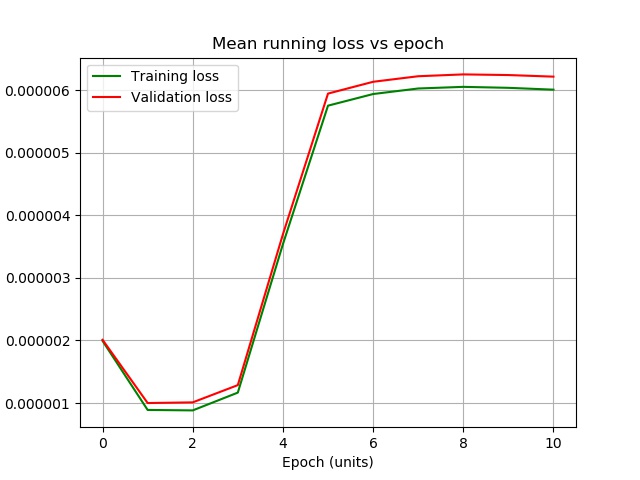 Mean running loss vs epoch
Training loss
Validation loss
0.000006
0.000005
0.000004
0.000003
0.000002
0.000001
0 2 4 6 8 10
Epoch (units)